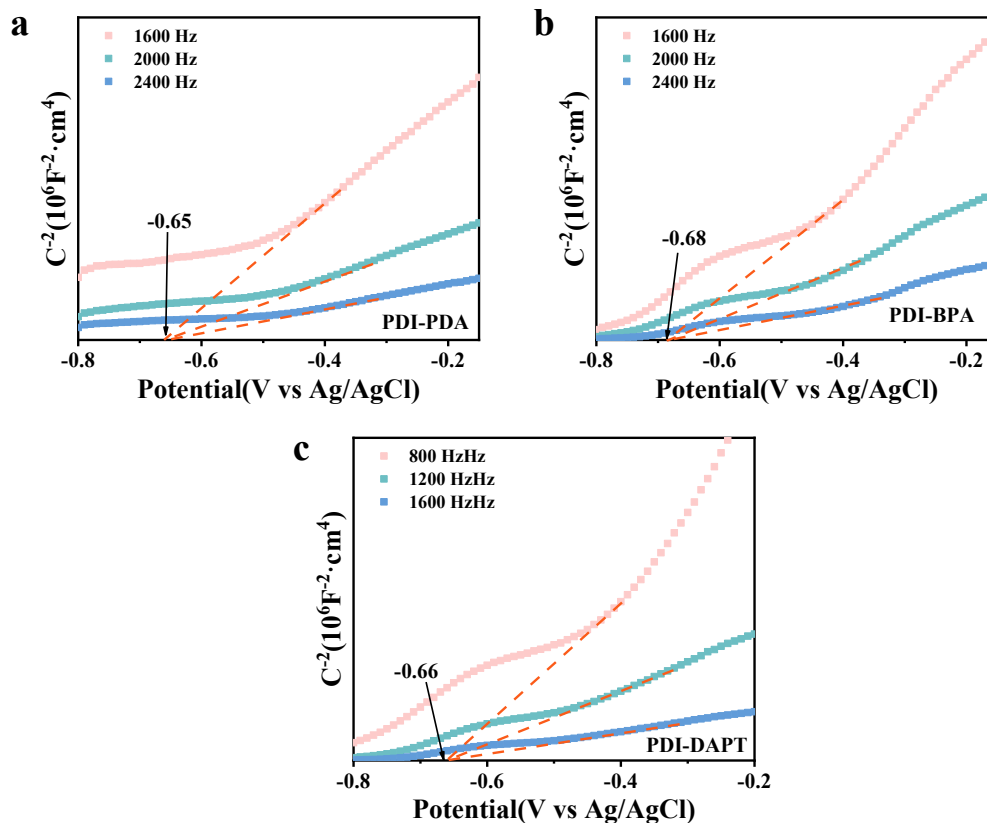 a
1600 Hz
2000 Hz
2400 Hz
C⁻²(10⁶F⁻²·cm⁴)
-0.65
PDI-PDA
-0.8 -0.6 -0.4 -0.2
Potential(V vs Ag/AgCl)
b
1600 Hz
2000 Hz
2400 Hz
C⁻²(10⁶F⁻²·cm⁴)
-0.68
PDI-BPA
-0.8 -0.6 -0.4 -0.2
Potential(V vs Ag/AgCl)
c
800 HzHz
1200 HzHz
1600 HzHz
C⁻²(10⁶F⁻²·cm⁴)
-0.66
PDI-DAPT
-0.8 -0.6 -0.4 -0.2
Potential(V vs Ag/AgCl)